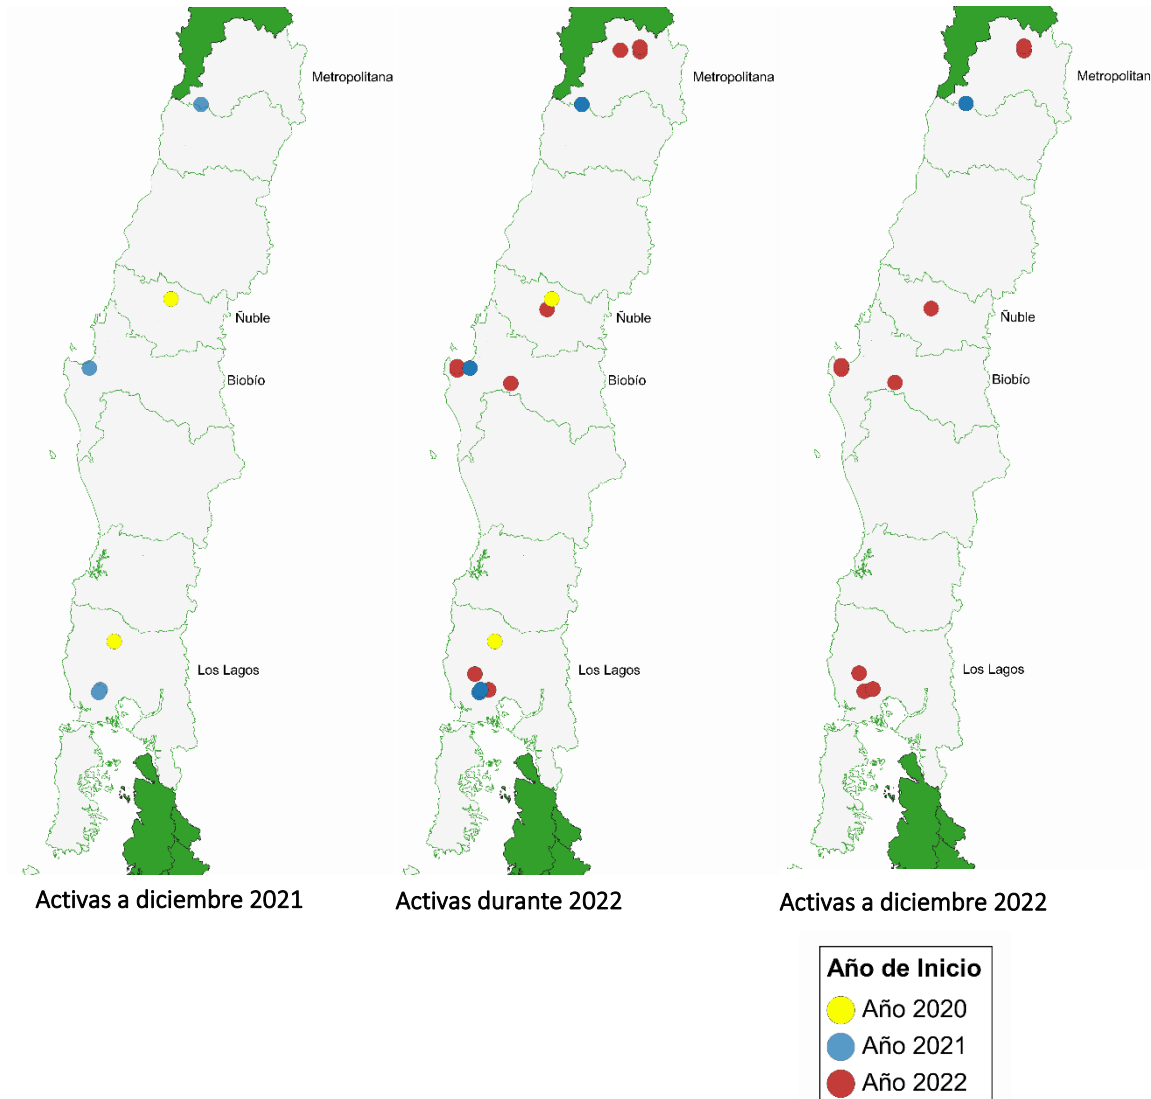 Metropolitana
Ñuble
Biobío
Los Lagos
Activas a diciembre 2021
Metropolitana
Ñuble
Biobío
Los Lagos
Activas durante 2022
Metropolitan
Ñuble
Biobío
Los Lagos
Activas a diciembre 2022
Año de Inicio
Año 2020
Año 2021
Año 2022